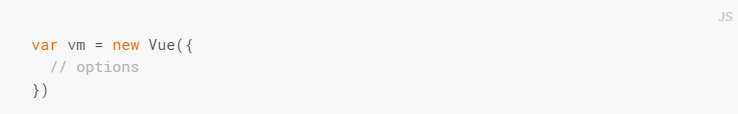 JS
var vm = new Vue({
  // options
})